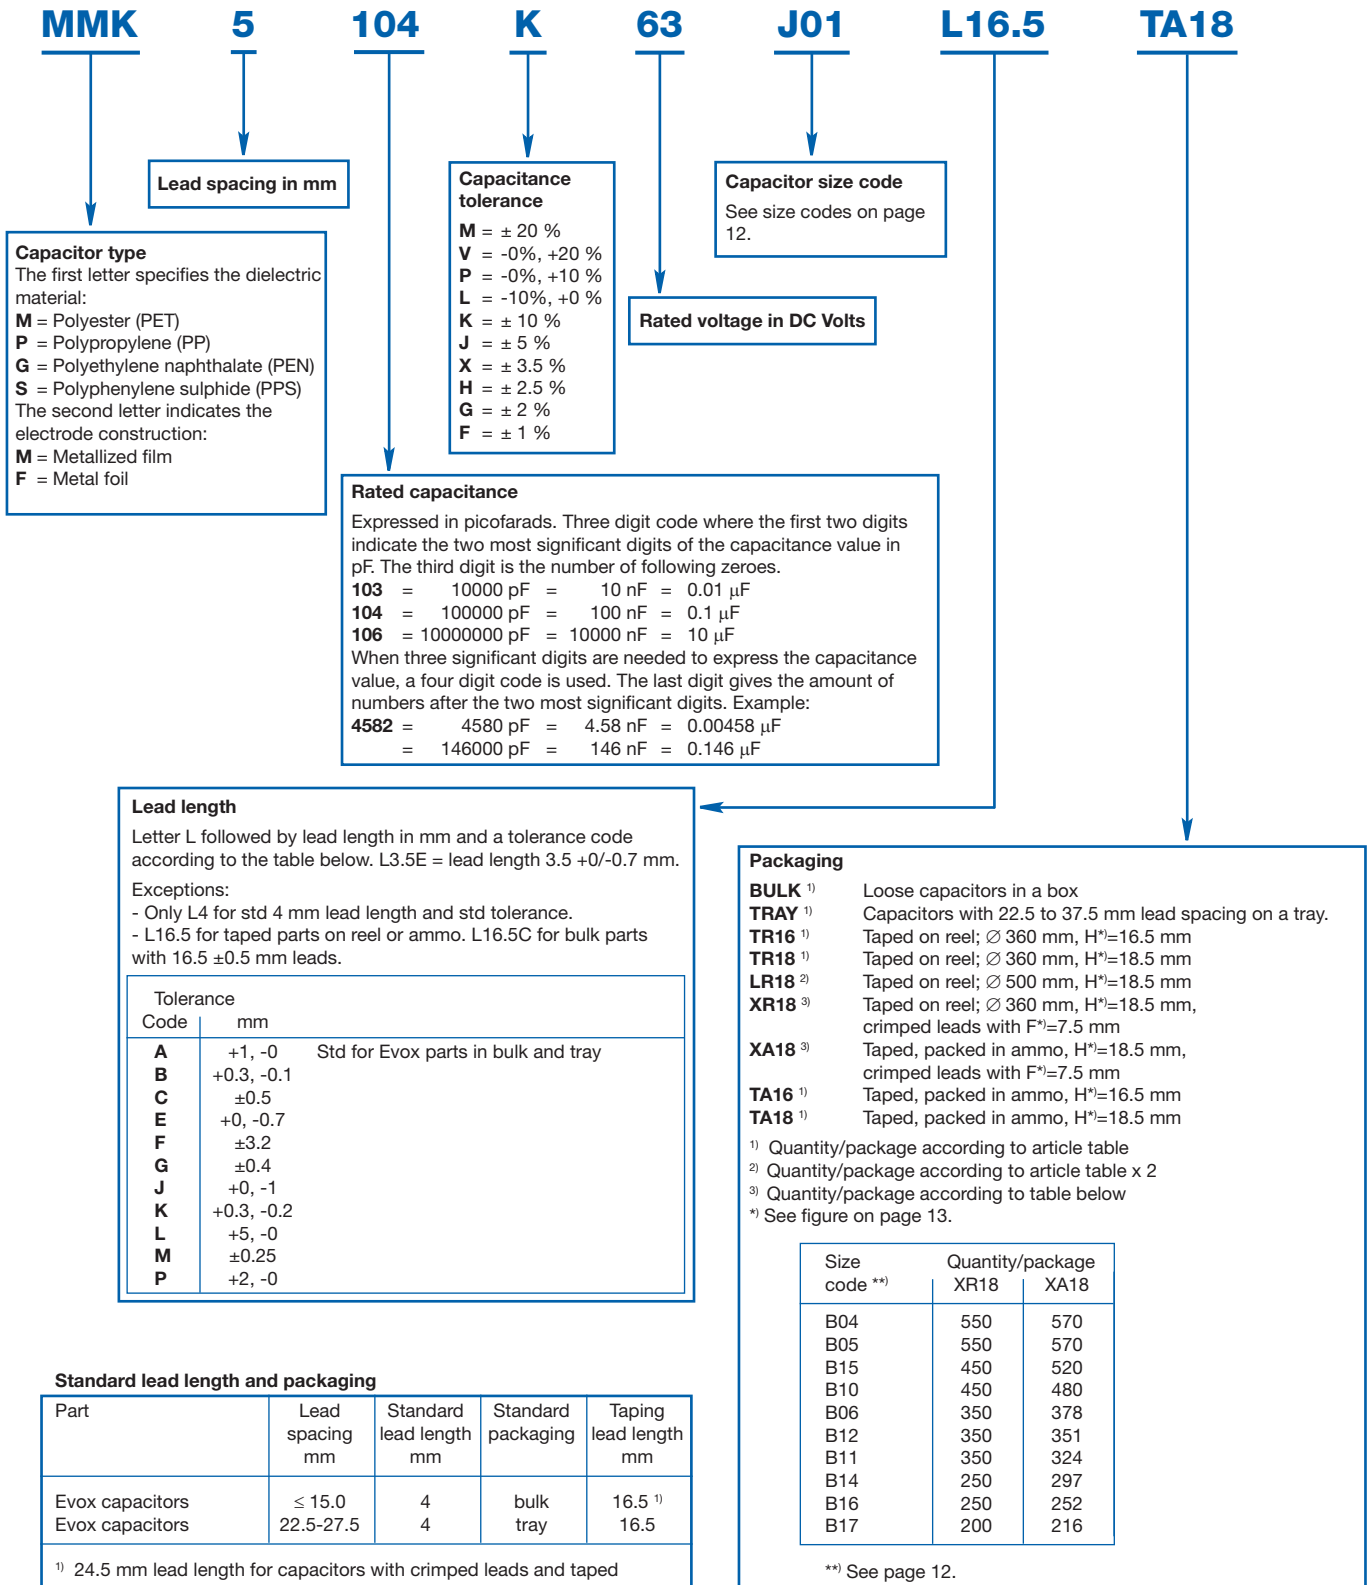 MMK 5 104 K 63 J01 L16.5 TA18
Lead spacing in mm
Capacitor type
The first letter specifies the dielectric
material:
M = Polyester (PET)
P = Polypropylene (PP)
G = Polyethylene naphthalate (PEN)
S = Polyphenylene sulphide (PPS)
The second letter indicates the
electrode construction:
M = Metallized film
F = Metal foil
Capacitance
tolerance
M = ± 20 %
V = -0%, +20 %
P = -0%, +10 %
L = -10%, +0 %
K = ± 10 %
J = ± 5 %
X = ± 3.5 %
H = ± 2.5 %
G = ± 2 %
F = ± 1 %
Capacitor size code
See size codes on page
12.
Rated voltage in DC Volts
Rated capacitance
Expressed in picofarads. Three digit code where the first two digits
indicate the two most significant digits of the capacitance value in
pF. The third digit is the number of following zeroes.
103 = 10000 pF = 10 nF = 0.01 µF
104 = 100000 pF = 100 nF = 0.1 µF
106 = 10000000 pF = 10000 nF = 10 µF
When three significant digits are needed to express the capacitance
value, a four digit code is used. The last digit gives the amount of
numbers after the two most significant digits. Example:
4582 = 4580 pF = 4.58 nF = 0.00458 µF
= 146000 pF = 146 nF = 0.146 µF
Lead length
Letter L followed by lead length in mm and a tolerance code
according to the table below. L3.5E = lead length 3.5 +0/-0.7 mm.
Exceptions:
- Only L4 for std 4 mm lead length and std tolerance.
- L16.5 for taped parts on reel or ammo. L16.5C for bulk parts
with 16.5 ±0.5 mm leads.
Tolerance
Code mm
A +1, -0 Std for Evox parts in bulk and tray
B +0.3, -0.1
C ±0.5
E +0, -0.7
F ±3.2
G ±0.4
J +0, -1
K +0.3, -0.2
L +5, -0
M ±0.25
P +2, -0
Packaging
BULK 1) Loose capacitors in a box
TRAY 1) Capacitors with 22.5 to 37.5 mm lead spacing on a tray.
TR16 1) Taped on reel; ∅ 360 mm, H*)=16.5 mm
TR18 1) Taped on reel; ∅ 360 mm, H*)=18.5 mm
LR18 2) Taped on reel; ∅ 500 mm, H*)=18.5 mm
XR18 3) Taped on reel; ∅ 360 mm, H*)=18.5 mm,
crimped leads with F*)=7.5 mm
XA18 3) Taped, packed in ammo, H*)=18.5 mm,
crimped leads with F*)=7.5 mm
TA16 1) Taped, packed in ammo, H*)=16.5 mm
TA18 1) Taped, packed in ammo, H*)=18.5 mm
1) Quantity/package according to article table
2) Quantity/package according to article table x 2
3) Quantity/package according to table below
*) See figure on page 13.
Size Quantity/package
code **) XR18 XA18
B04 550 570
B05 550 570
B15 450 520
B10 450 480
B06 350 378
B12 350 351
B11 350 324
B14 250 297
B16 250 252
B17 200 216
**) See page 12.
Standard lead length and packaging
Part Lead Standard Standard Taping
spacing lead length packaging lead length
mm mm mm
Evox capacitors ≤ 15.0 4 bulk 16.5 1)
Evox capacitors 22.5-27.5 4 tray 16.5
1) 24.5 mm lead length for capacitors with crimped leads and taped